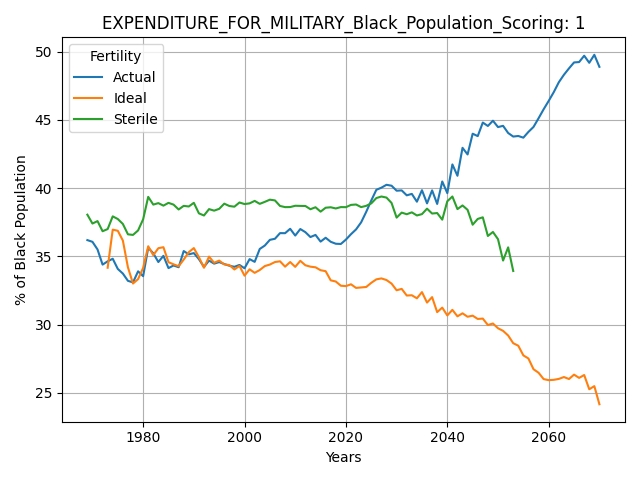 EXPENDITURE_FOR_MILITARY_Black_Population_Scoring: 1
Fertility
Actual
Ideal
Sterile
% of Black Population
50
45
40
35
30
25
1980
2000
2020
2040
2060
Years